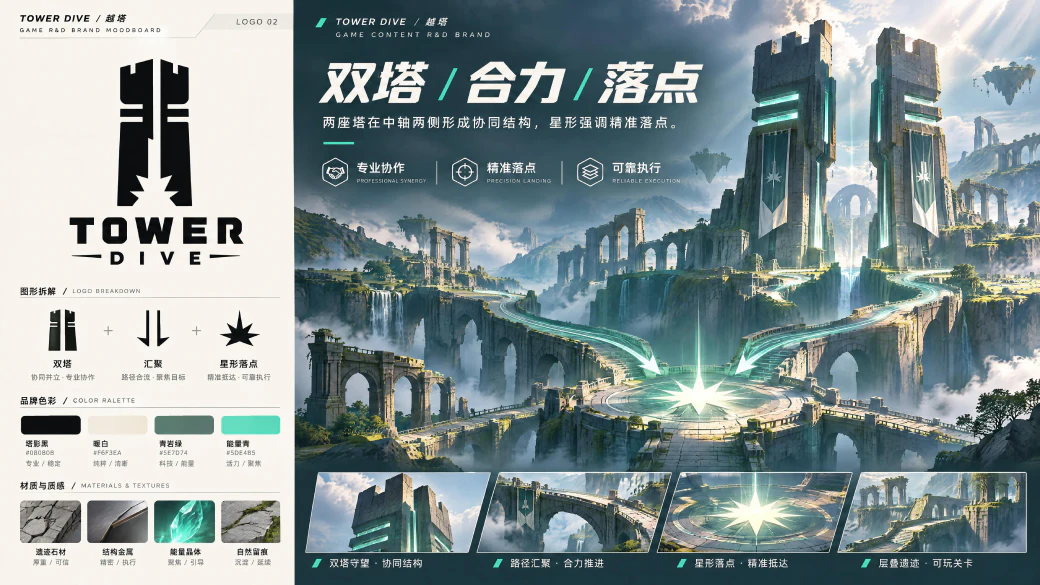 TOWER DIVE / 越塔
GAME R&D BRAND MOODBOARD
LOGO 02
TOWER
DIVE
图形拆解 / LOGO BREAKDOWN
双塔
协同并立·专业协作
+
汇聚
路径合流·聚焦目标
+
星形落点
精准抵达·可靠执行
品牌色彩 / COLOR RALETTE
塔影黑
#080808
专业 / 稳定
暖白
#F6F3EA
纯粹 / 清晰
青岩绿
#5E7D74
科技 / 能量
能量青
#5DE4B5
活力 / 聚焦
材质与质感 / MATERIALS & TEXTURES
遗迹石材
厚重 / 可信
结构金属
精密 / 执行
能量晶体
聚焦 / 引导
自然留痕
沉淀 / 延续
TOWER DIVE / 越塔
GAME CONTENT R&D BRAND
双塔 / 合力 / 落点
两座塔在中轴两侧形成协同结构，星形强调精准落点。
专业协作
PROFESSIONAL SYNERGY
精准落点
PRECISION LANDING
可靠执行
RELIABLE EXECUTION
双塔守望·协同结构
路径汇聚·合力推进
星形落点·精准抵达
层叠遗迹·可玩关卡